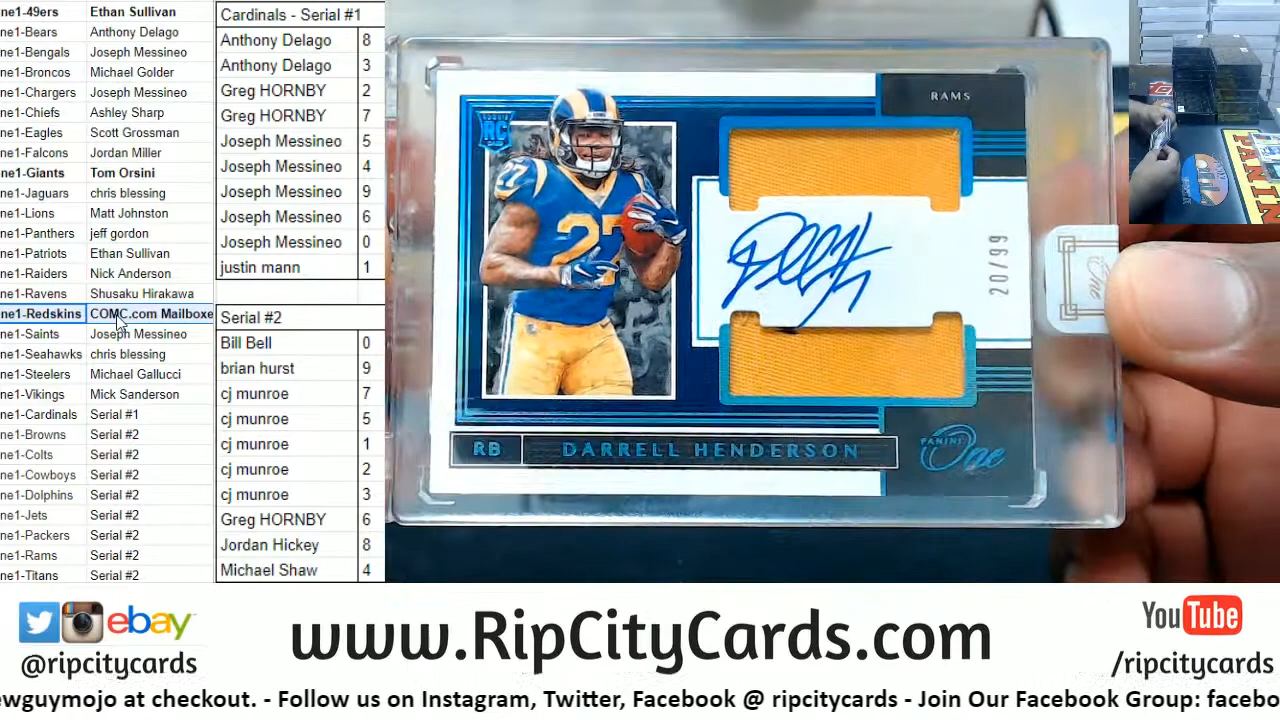 ne1-49ers Ethan Sullivan
ne1-Bears Anthony Delago
ne1-Bengals Joseph Messineo
ne1-Broncos Michael Golder
ne1-Chargers Joseph Messineo
ne1-Chiefs Ashley Sharp
ne1-Eagles Scott Grossman
ne1-Falcons Jordan Miller
ne1-Giants Tom Orsini
ne1-Jaguars chris blessing
ne1-Lions Matt Johnston
ne1-Panthers jeff gordon
ne1-Patriots Ethan Sullivan
ne1-Raiders Nick Anderson
ne1-Ravens Shusaku Hirakawa
ne1-Redskins COMC.com Mailboxe
ne1-Saints Joseph Messineo
ne1-Seahawks chris blessing
ne1-Steelers Michael Gallucci
ne1-Vikings Mick Sanderson
ne1-Cardinals Serial #1
ne1-Browns Serial #2
ne1-Colts Serial #2
ne1-Cowboys Serial #2
ne1-Dolphins Serial #2
ne1-Jets Serial #2
ne1-Packers Serial #2
ne1-Rams Serial #2
ne1-Titans Serial #2
Cardinals - Serial #1
Anthony Delago 8
Anthony Delago 3
Greg HORNBY 2
Greg HORNBY 7
Joseph Messineo 5
Joseph Messineo 4
Joseph Messineo 9
Joseph Messineo 6
Joseph Messineo 0
justin mann 1
Serial #2
Bill Bell 0
brian hurst 9
cj munroe 7
cj munroe 5
cj munroe 1
cj munroe 2
cj munroe 3
Greg HORNBY 6
Jordan Hickey 8
Michael Shaw 4
RC
RAMS
27
27
20/99
One
RB DARRELL HENDERSON
PANINI
One
PANINI
ebay
@ripcitycards
www.RipCityCards.com
YouTube
/ripcitycards
ewguymojo at checkout. - Follow us on Instagram, Twitter, Facebook @ ripcitycards - Join Our Facebook Group: facebo